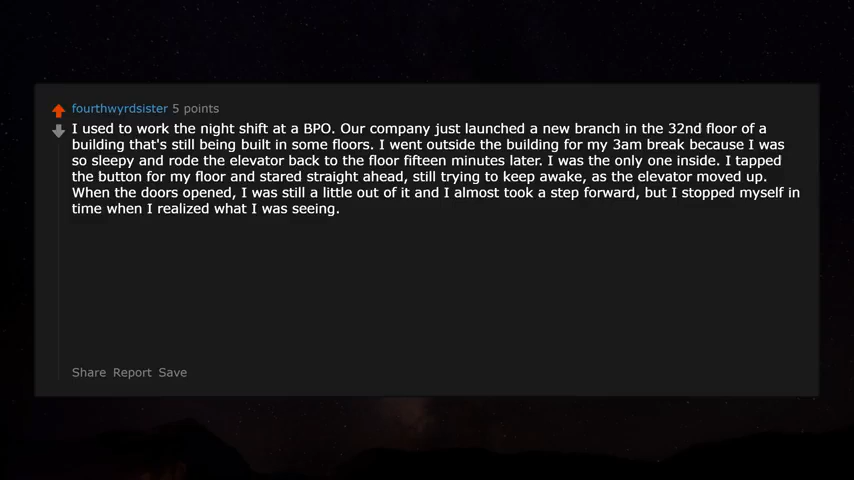 fourthwyrdsister 5 points
I used to work the night shift at a BPO. Our company just launched a new branch in the 32nd floor of a
building that's still being built in some floors. I went outside the building for my 3am break because I was
so sleepy and rode the elevator back to the floor fifteen minutes later. I was the only one inside. I tapped
the button for my floor and stared straight ahead, still trying to keep awake, as the elevator moved up.
When the doors opened, I was still a little out of it and I almost took a step forward, but I stopped myself in
time when I realized what I was seeing.
Share Report Save